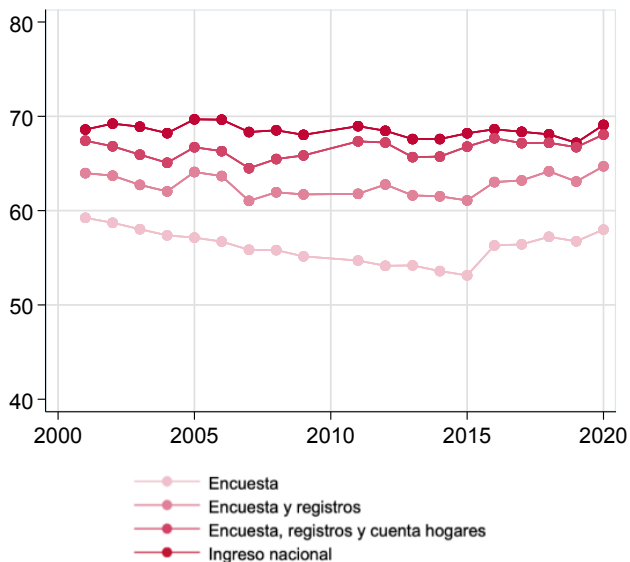 80
70
60
50
40
2000 2005 2010 2015 2020
Encuesta
Encuesta y registros
Encuesta, registros y cuenta hogares
Ingreso nacional